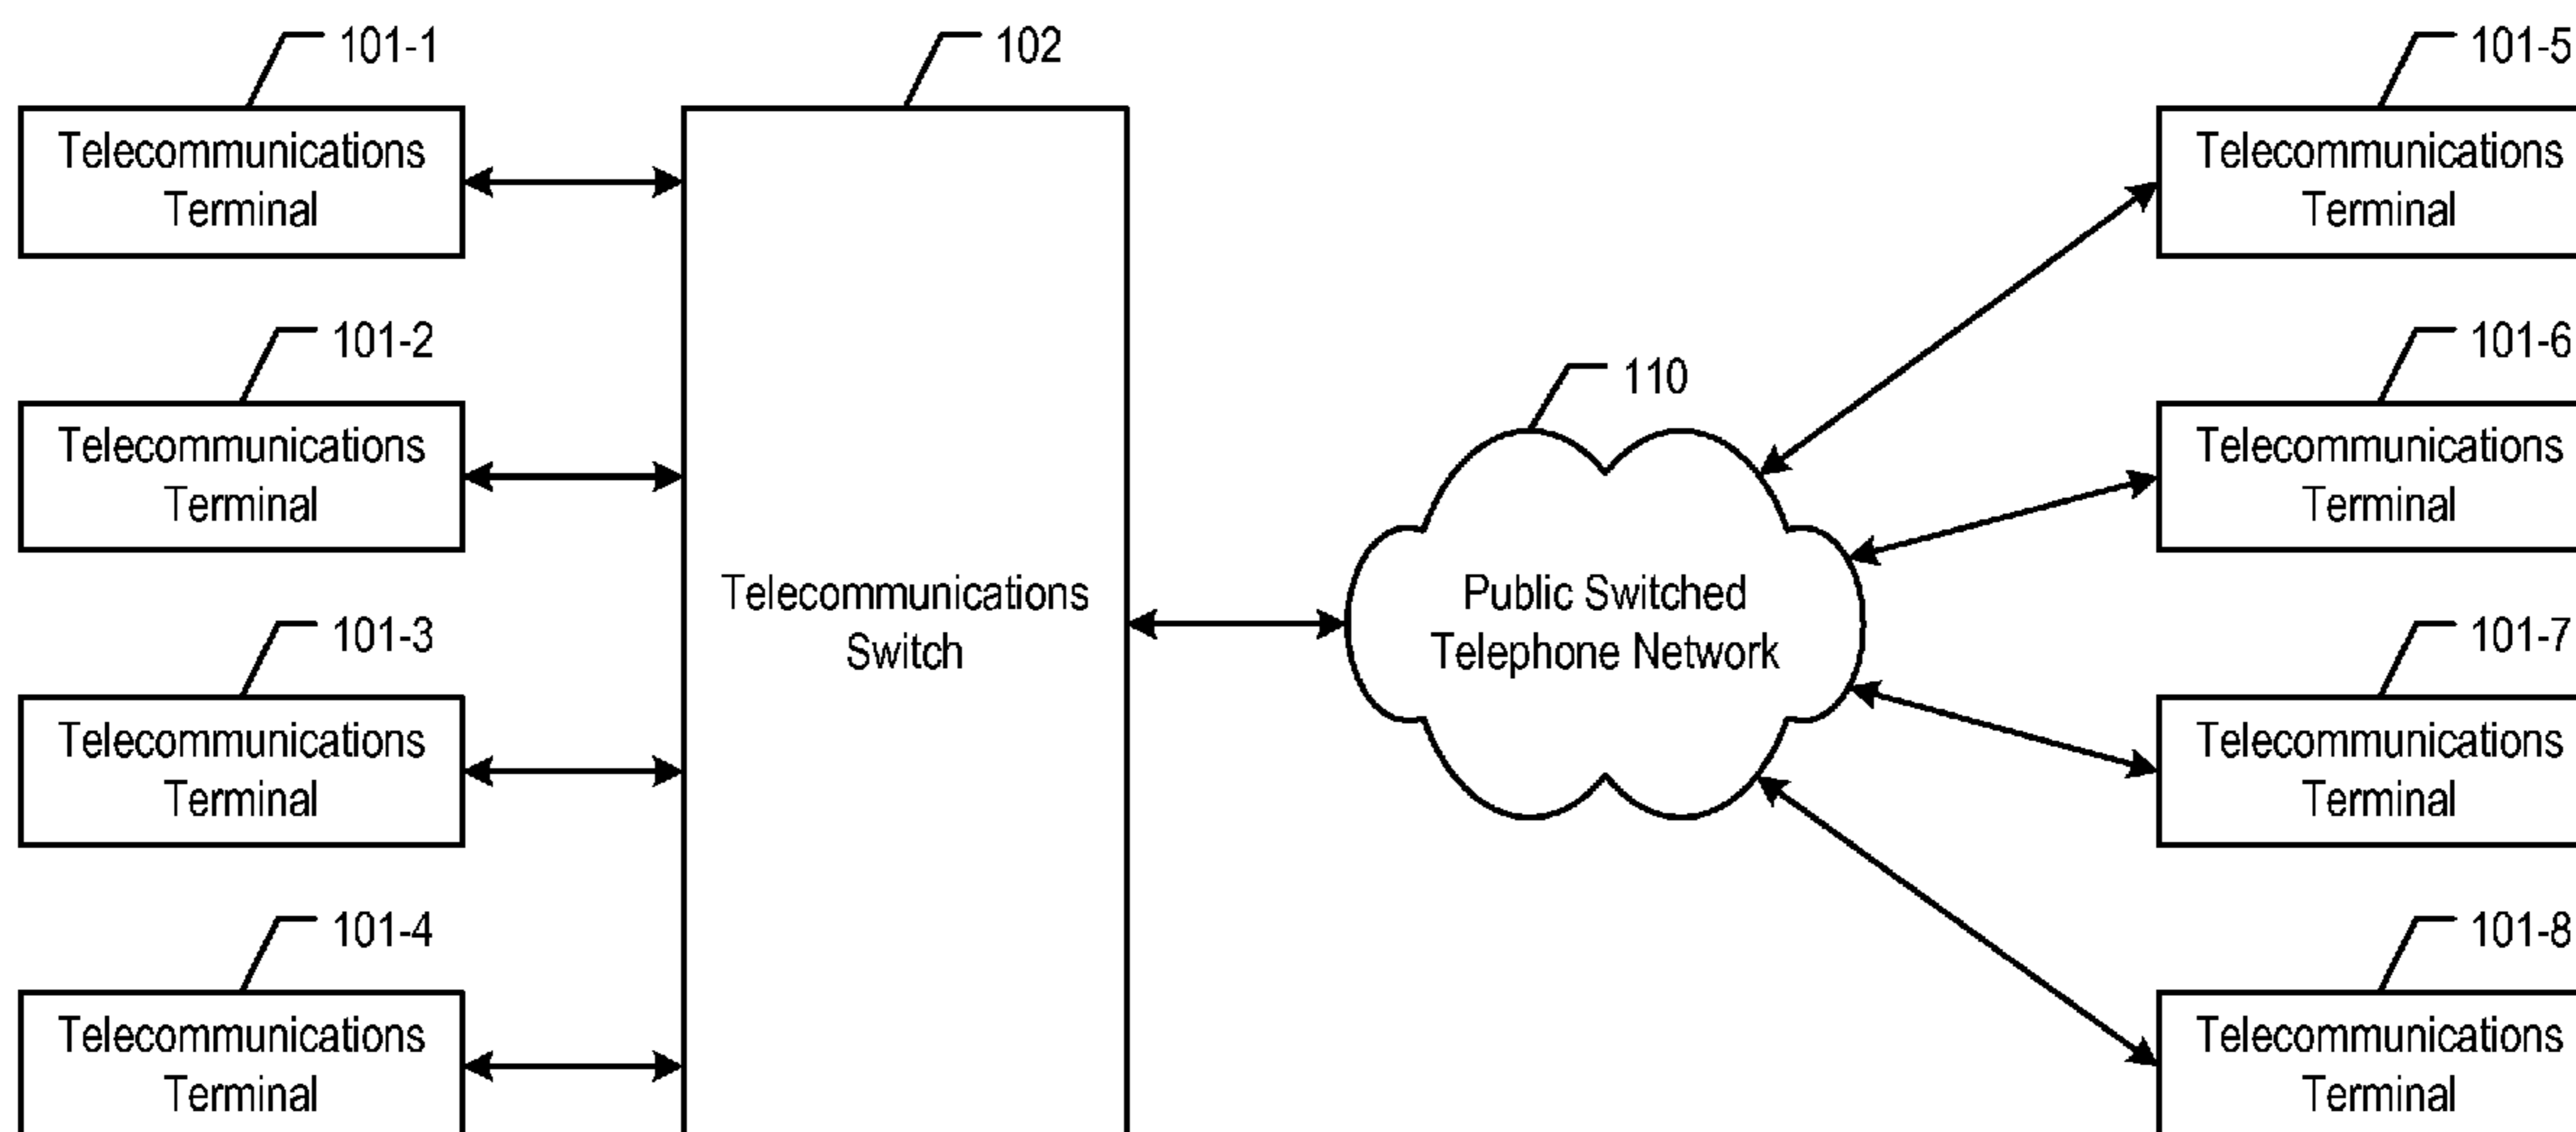 101-1
102
101-5
Telecommunications
Terminal
Telecommunications
Terminal
101-2
110
101-6
Telecommunications
Terminal
Telecommunications
Terminal
Telecommunications
Switch
Public Switched
Telephone Network
101-3
101-7
Telecommunications
Terminal
Telecommunications
Terminal
101-4
101-8
Telecommunications
Terminal
Telecommunications
Terminal